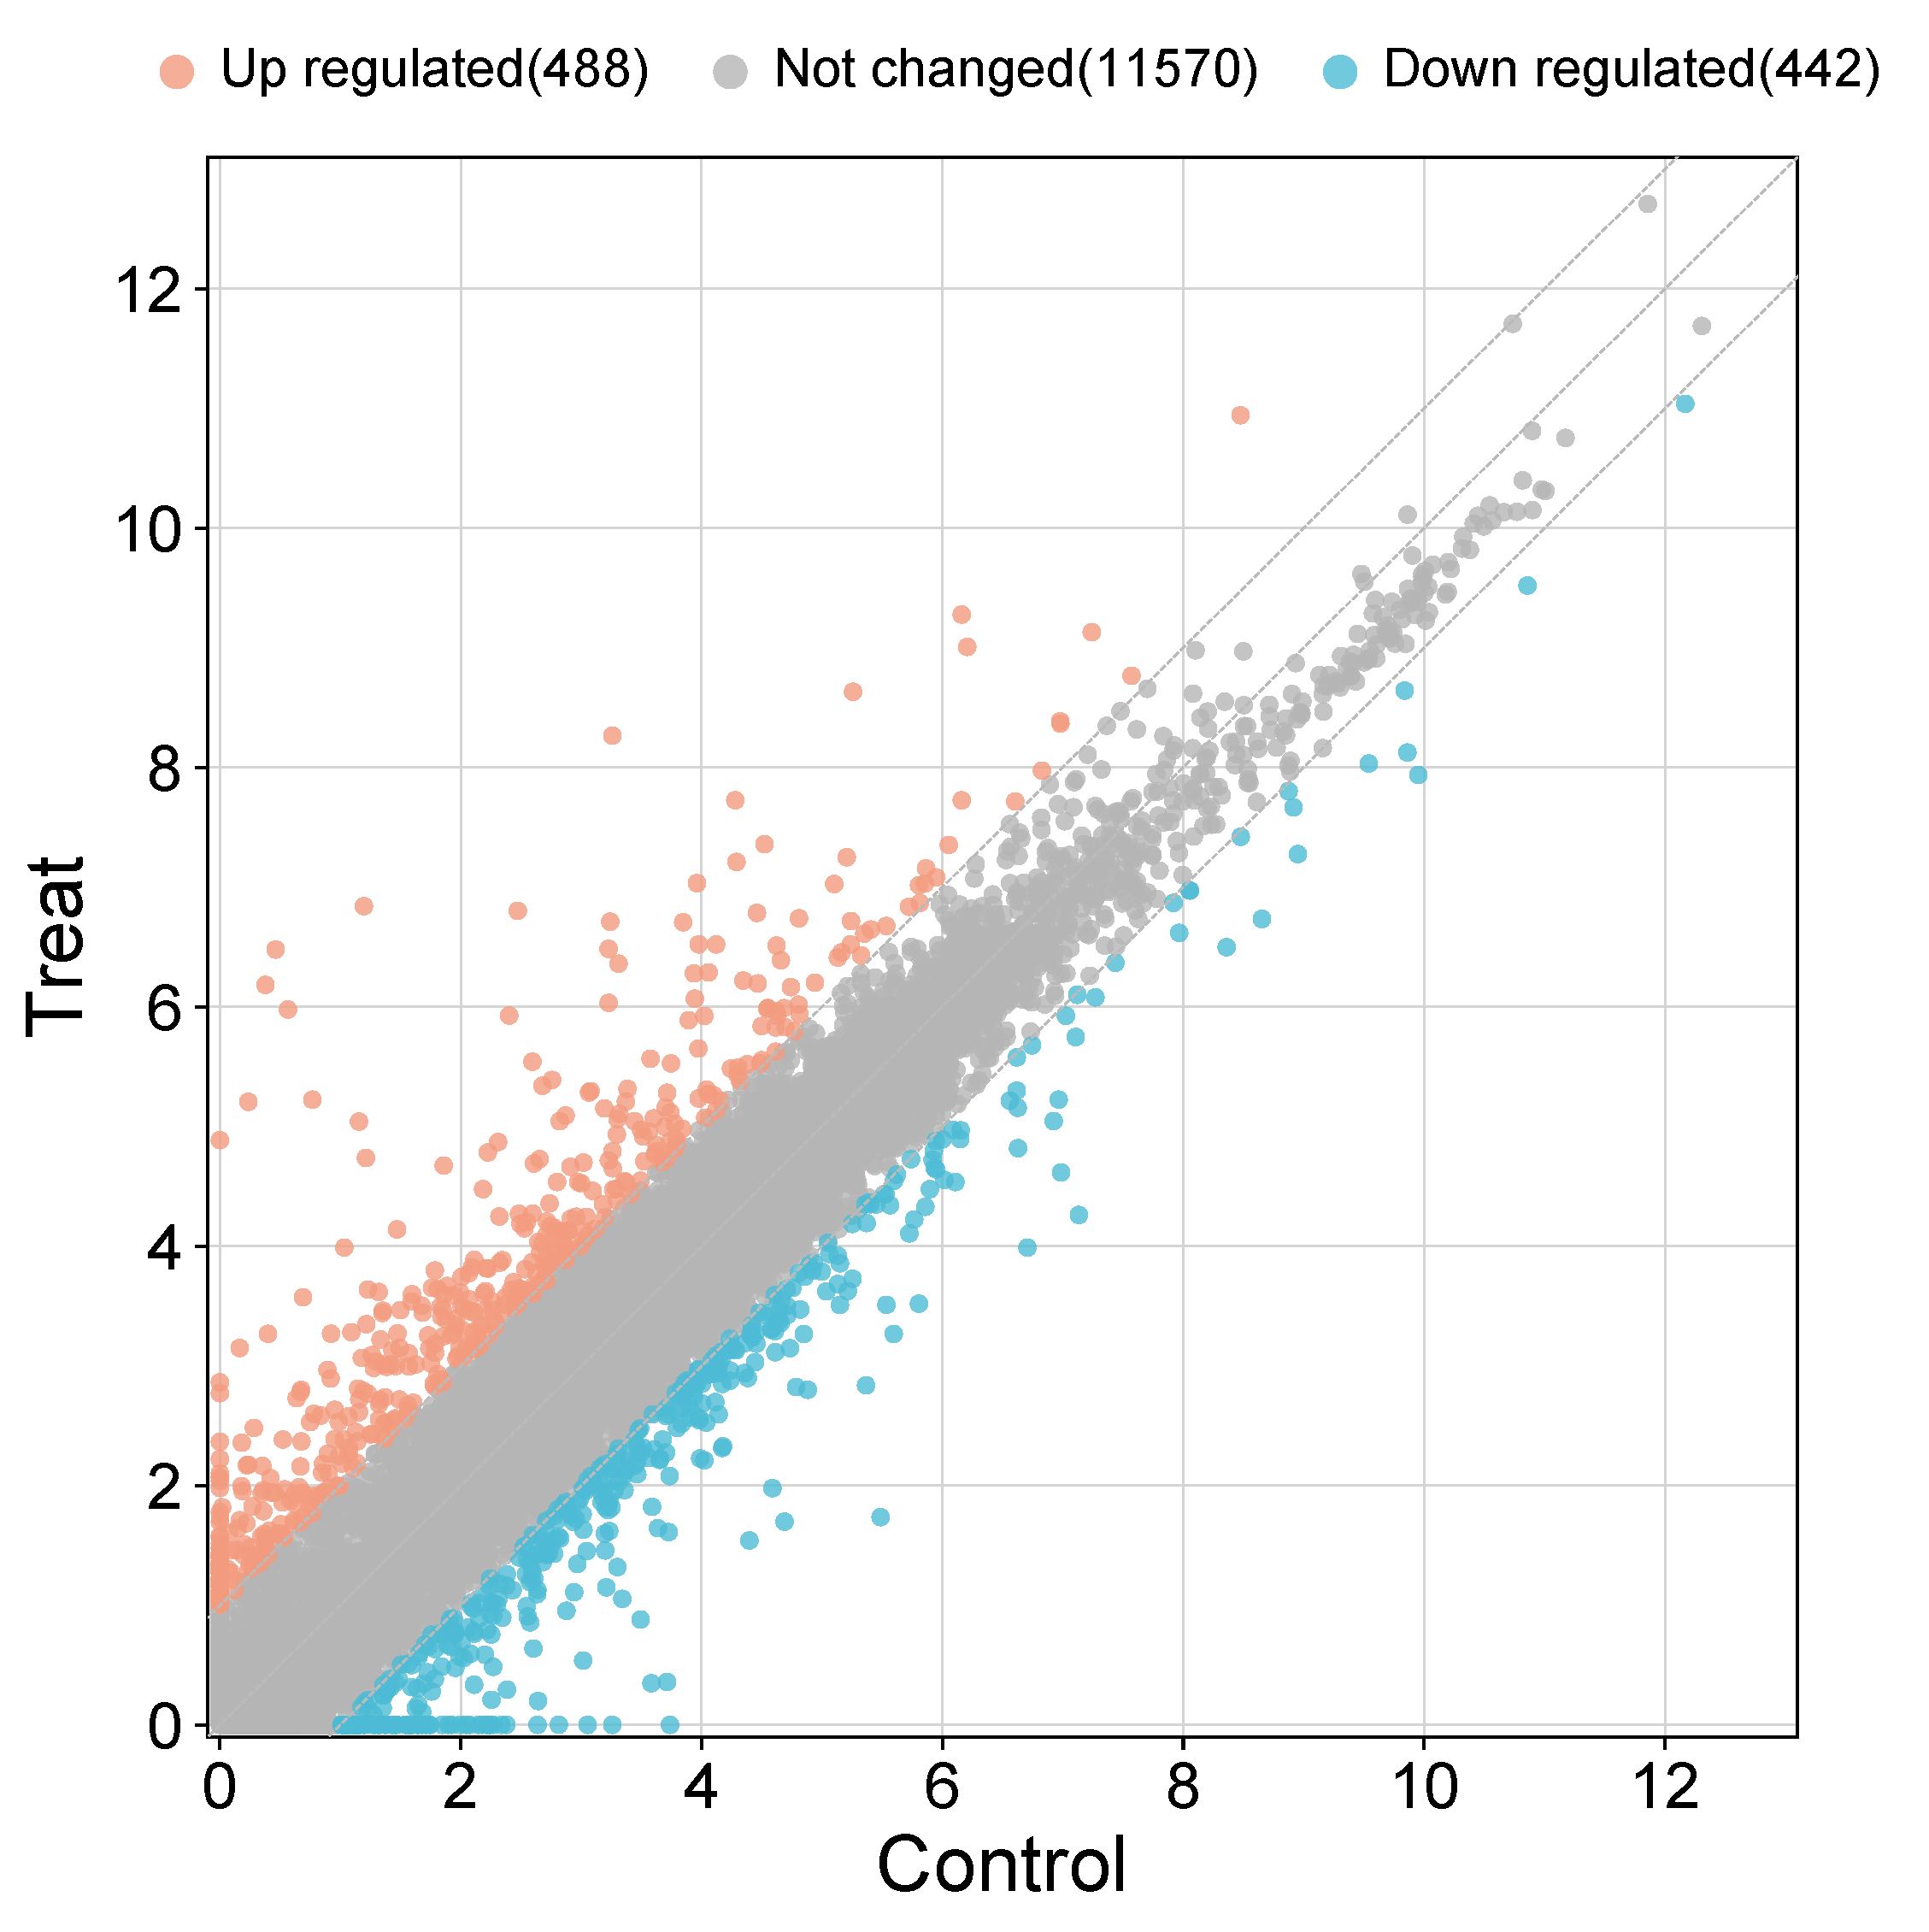 Up regulated(488) Not changed(11570) Down regulated(442)
12
10
8
6
4
2
0
Treat
0 2 4 6 8 10 12
Control